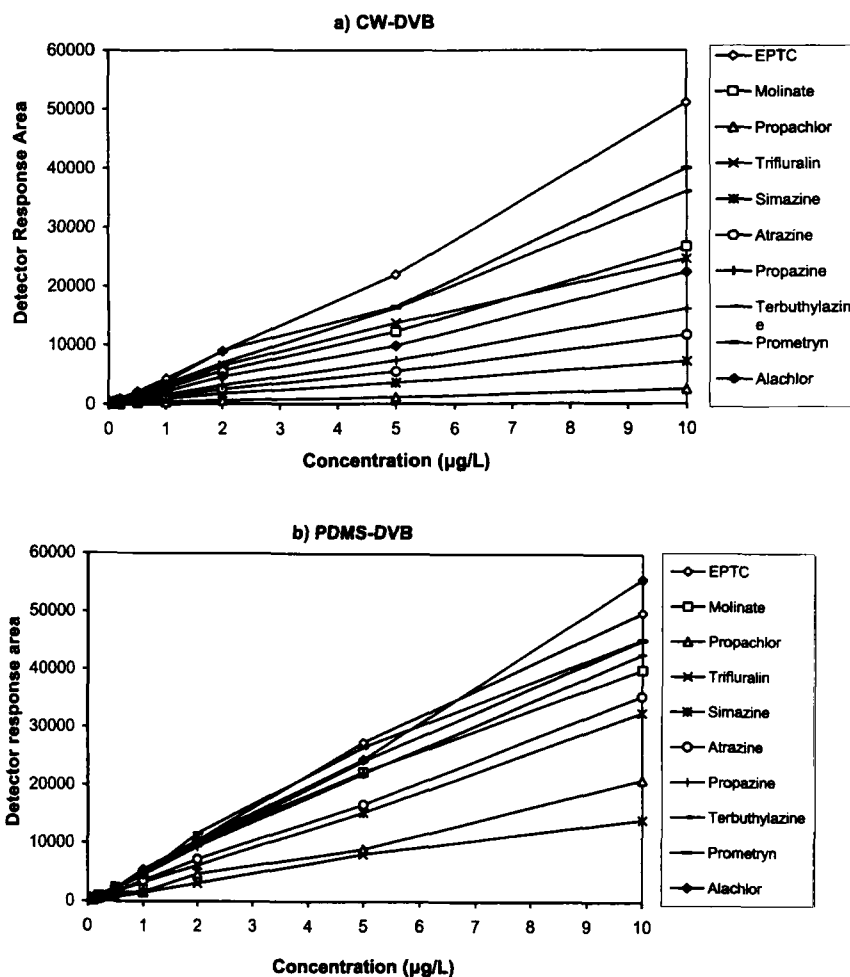 a) CW-DVB
60000
50000
40000
30000
20000
10000
0
Detector Response Area
0 1 2 3 4 5 6 7 8 9 10
Concentration (µg/L)
EPTC
Molinate
Propachlor
Trifluralin
Simazine
Atrazine
Propazine
Terbuthylazin
e
Prometryn
Alachlor
b) PDMS-DVB
60000
50000
40000
30000
20000
10000
0
Detector response area
0 1 2 3 4 5 6 7 8 9 10
Concentration (µg/L)
EPTC
Molinate
Propachlor
Trifluralin
Simazine
Atrazine
Propazine
Terbuthylazine
Prometryn
Alachlor